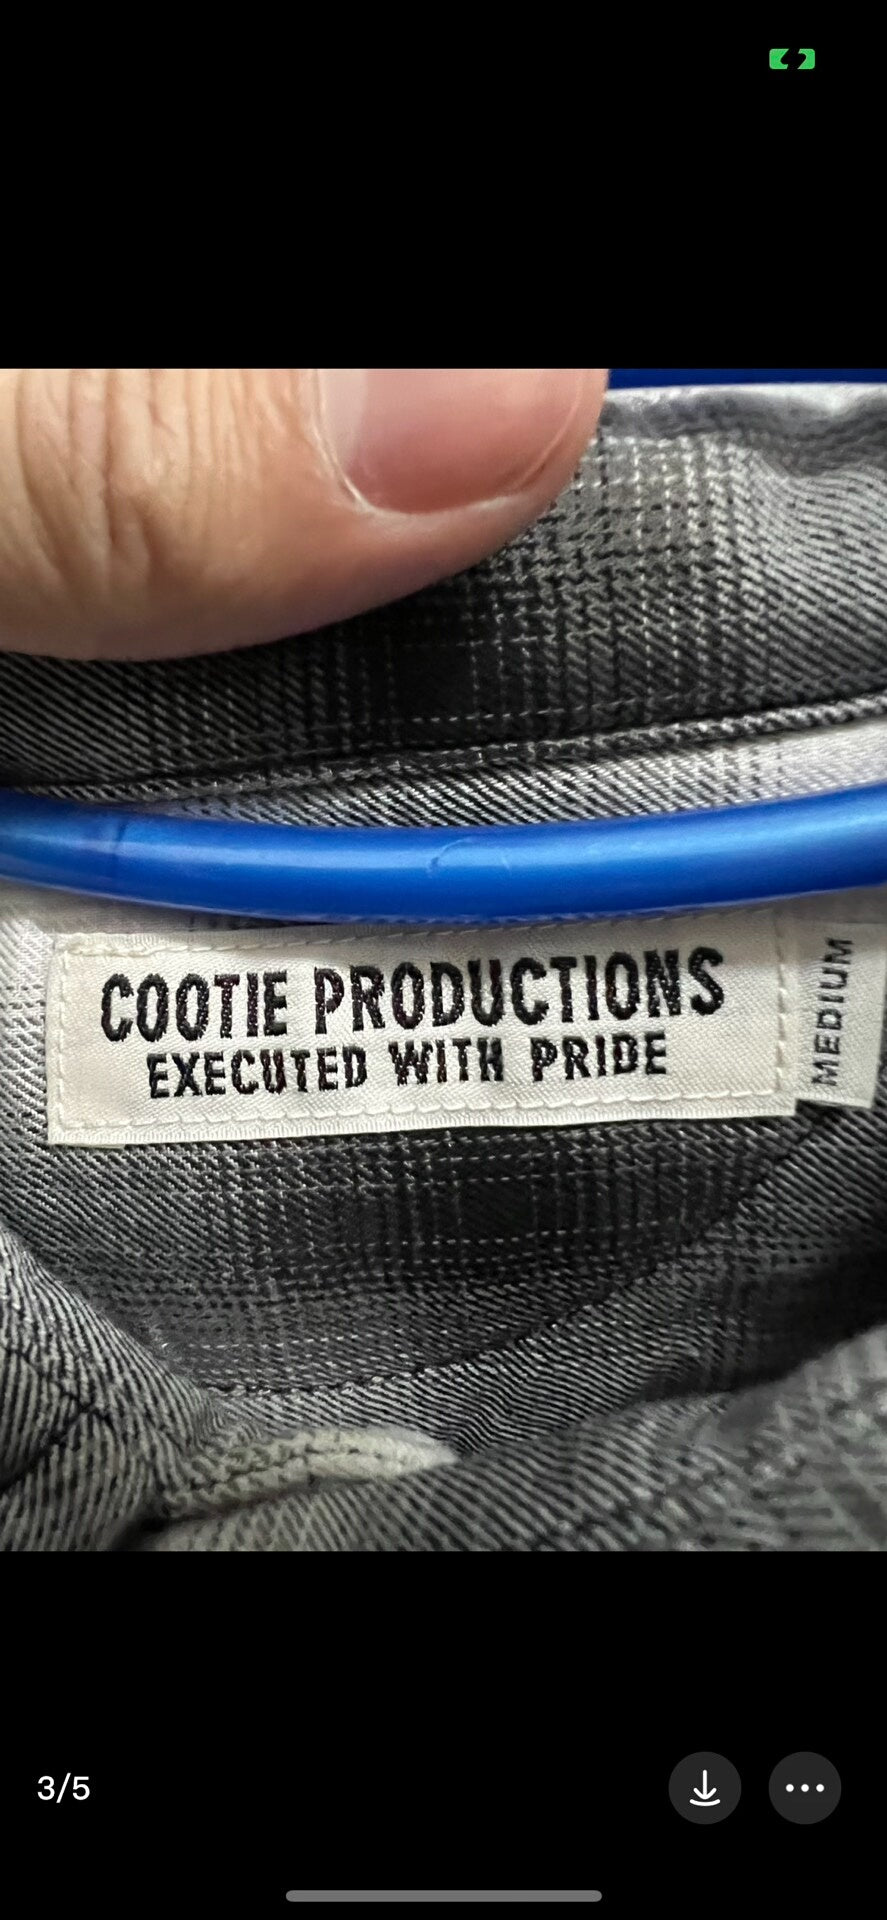 COOTIE PRODUCTIONS
EXECUTED WITH PRIDE
MEDIUM
3/5